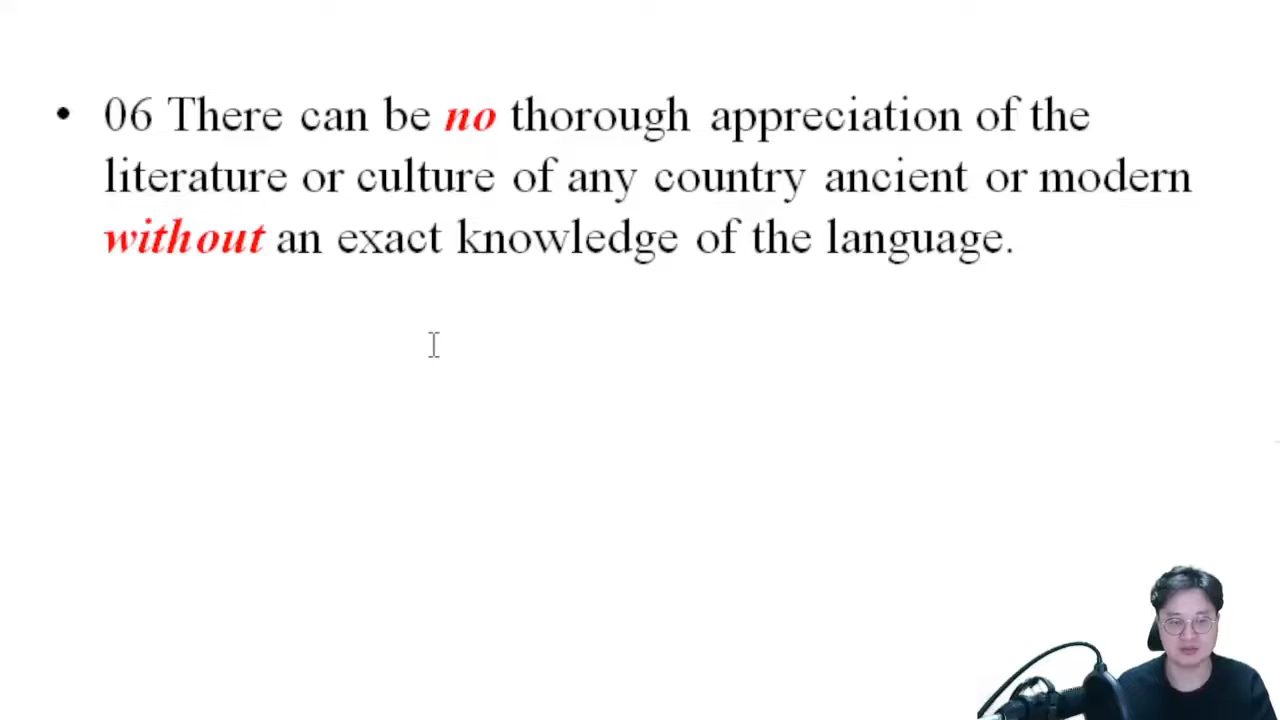 • 06 There can be no thorough appreciation of the
literature or culture of any country ancient or modern
without an exact knowledge of the language.